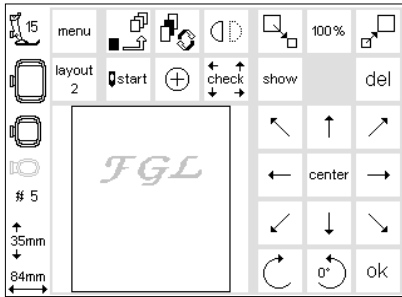 15 menu 100%
layout 2 start check show del
FGL
center
# 5
35mm
84mm 0° ok